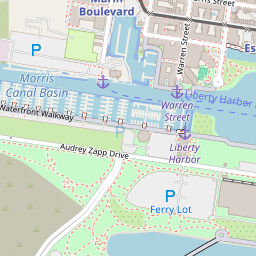 Marin
Boulevard
Warren Street
Es
P
Morris
Canal Basin
Liberty Harbor
Warren
Street
Waterfront Walkway
P
Liberty
Harbor
Audrey Zapp Drive
P
Ferry Lot